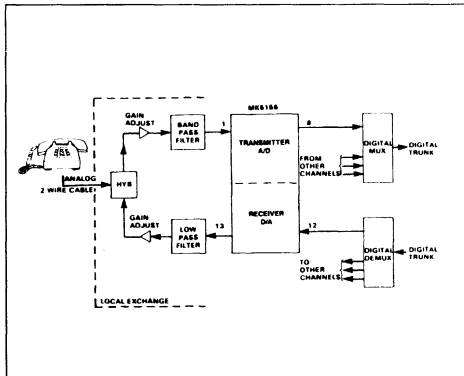 MK5156
GAIN
ADJUST
BAND
PASS
FILTER
1
TRANSMITTER
A/D
8
DIGITAL
MUX
DIGITAL
TRUNK
FROM
OTHER
CHANNELS
ANALOG
2 WIRE CABLE
HYB
GAIN
ADJUST
LOW
PASS
FILTER
13
RECEIVER
D/A
12
DIGITAL
DEMUX
DIGITAL
TRUNK
TO
OTHER
CHANNELS
LOCAL EXCHANGE